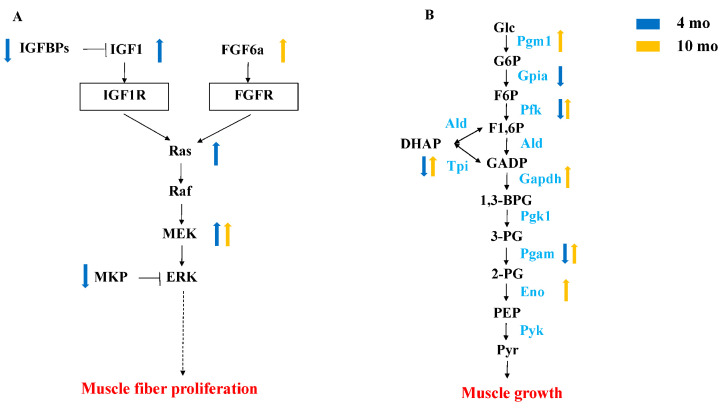 A
IGFBPs
IGF1
FGF6a
IGF1R
FGFR
Ras
Raf
MEK
MKP
ERK
Muscle fiber proliferation
B
4 mo
10 mo
Glc
Pgm1
G6P
Gpia
F6P
Pfk
Ald
F1,6P
DHAP
Ald
Tpi
GADP
Gapdh
1,3-BPG
Pgk1
3-PG
Pgam
2-PG
Eno
PEP
Pyk
Pyr
Muscle growth